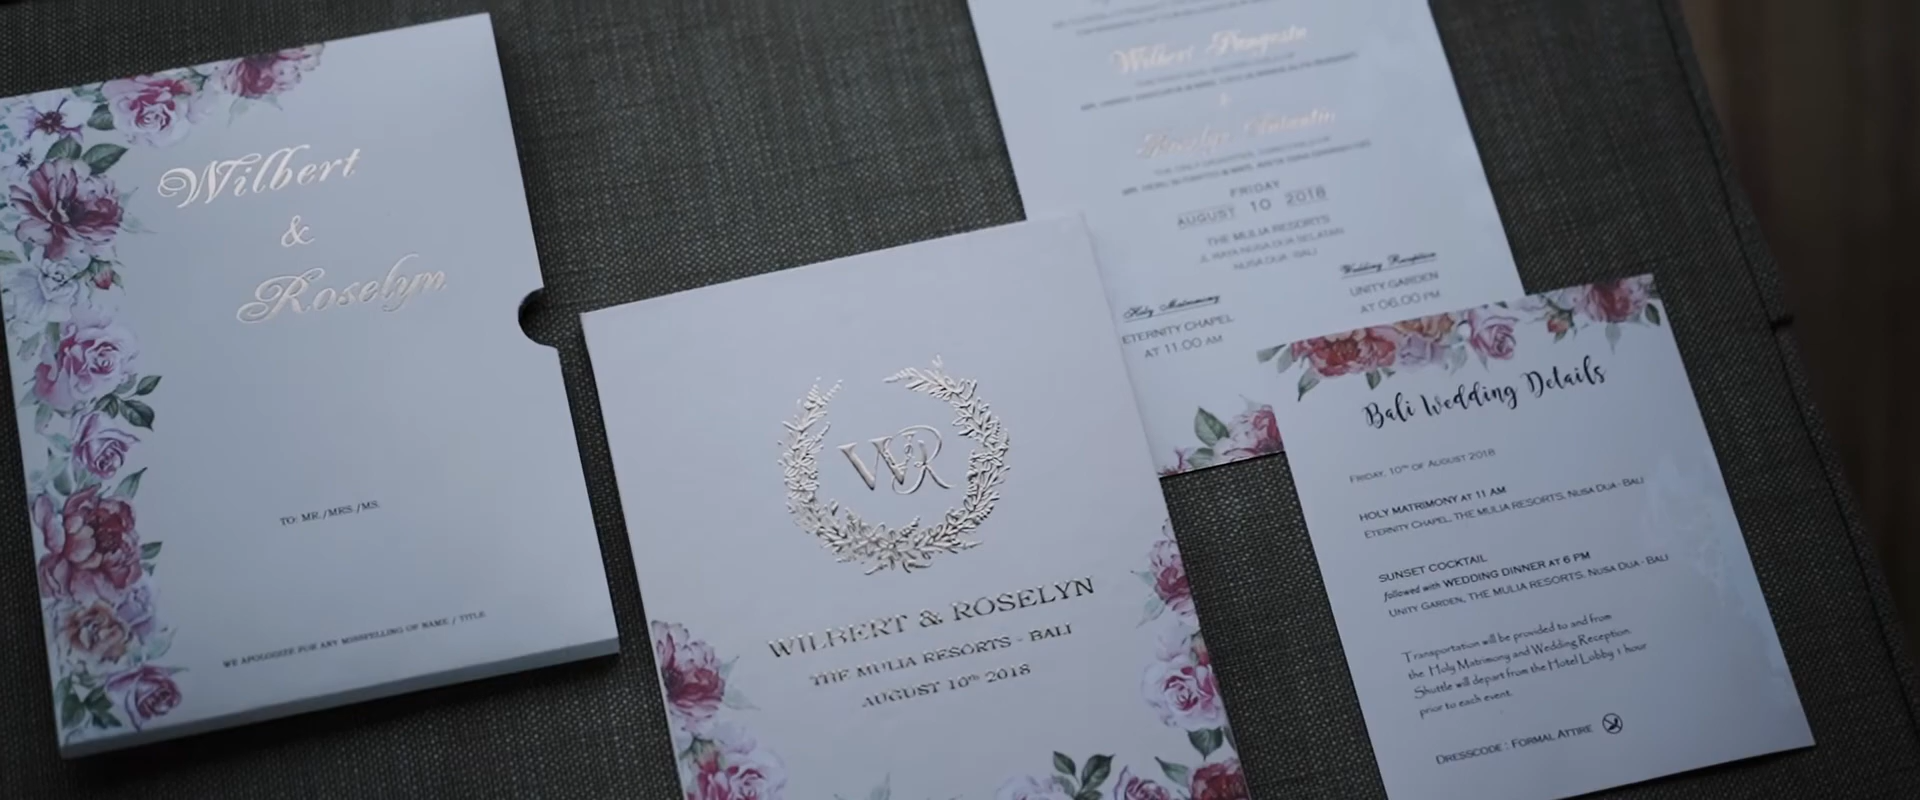 Wilbert
&
Roselyn
TO: MR./MRS./MS.
WE APOLOGIZE FOR ANY MISSPELLING OF NAME / TITLE
WR
WILBERT & ROSELYN
THE MULIA RESORTS - BALI
AUGUST 10th 2018
Wilbert
&
FRIDAY
AUGUST 10 2018
THE MULIA RESORTS
JL. RAYA NUSA DUA SELATAN
NUSA DUA - BALI
Holy Matrimony
ETERNITY CHAPEL
AT 11.00 AM
Wedding Reception
UNITY GARDEN
AT 06.00 PM
Bali Wedding Details
FRIDAY, 10TH OF AUGUST 2018
HOLY MATRIMONY AT 11 AM
ETERNITY CHAPEL, THE MULIA RESORTS, NUSA DUA - BALI
SUNSET COCKTAIL
followed with WEDDING DINNER AT 6 PM
UNITY GARDEN, THE MULIA RESORTS, NUSA DUA - BALI
Transportation will be provided to and from
the Holy Matrimony and Wedding Reception.
Shuttle will depart from the Hotel Lobby 1 hour
prior to each event.
DRESSCODE : FORMAL ATTIRE